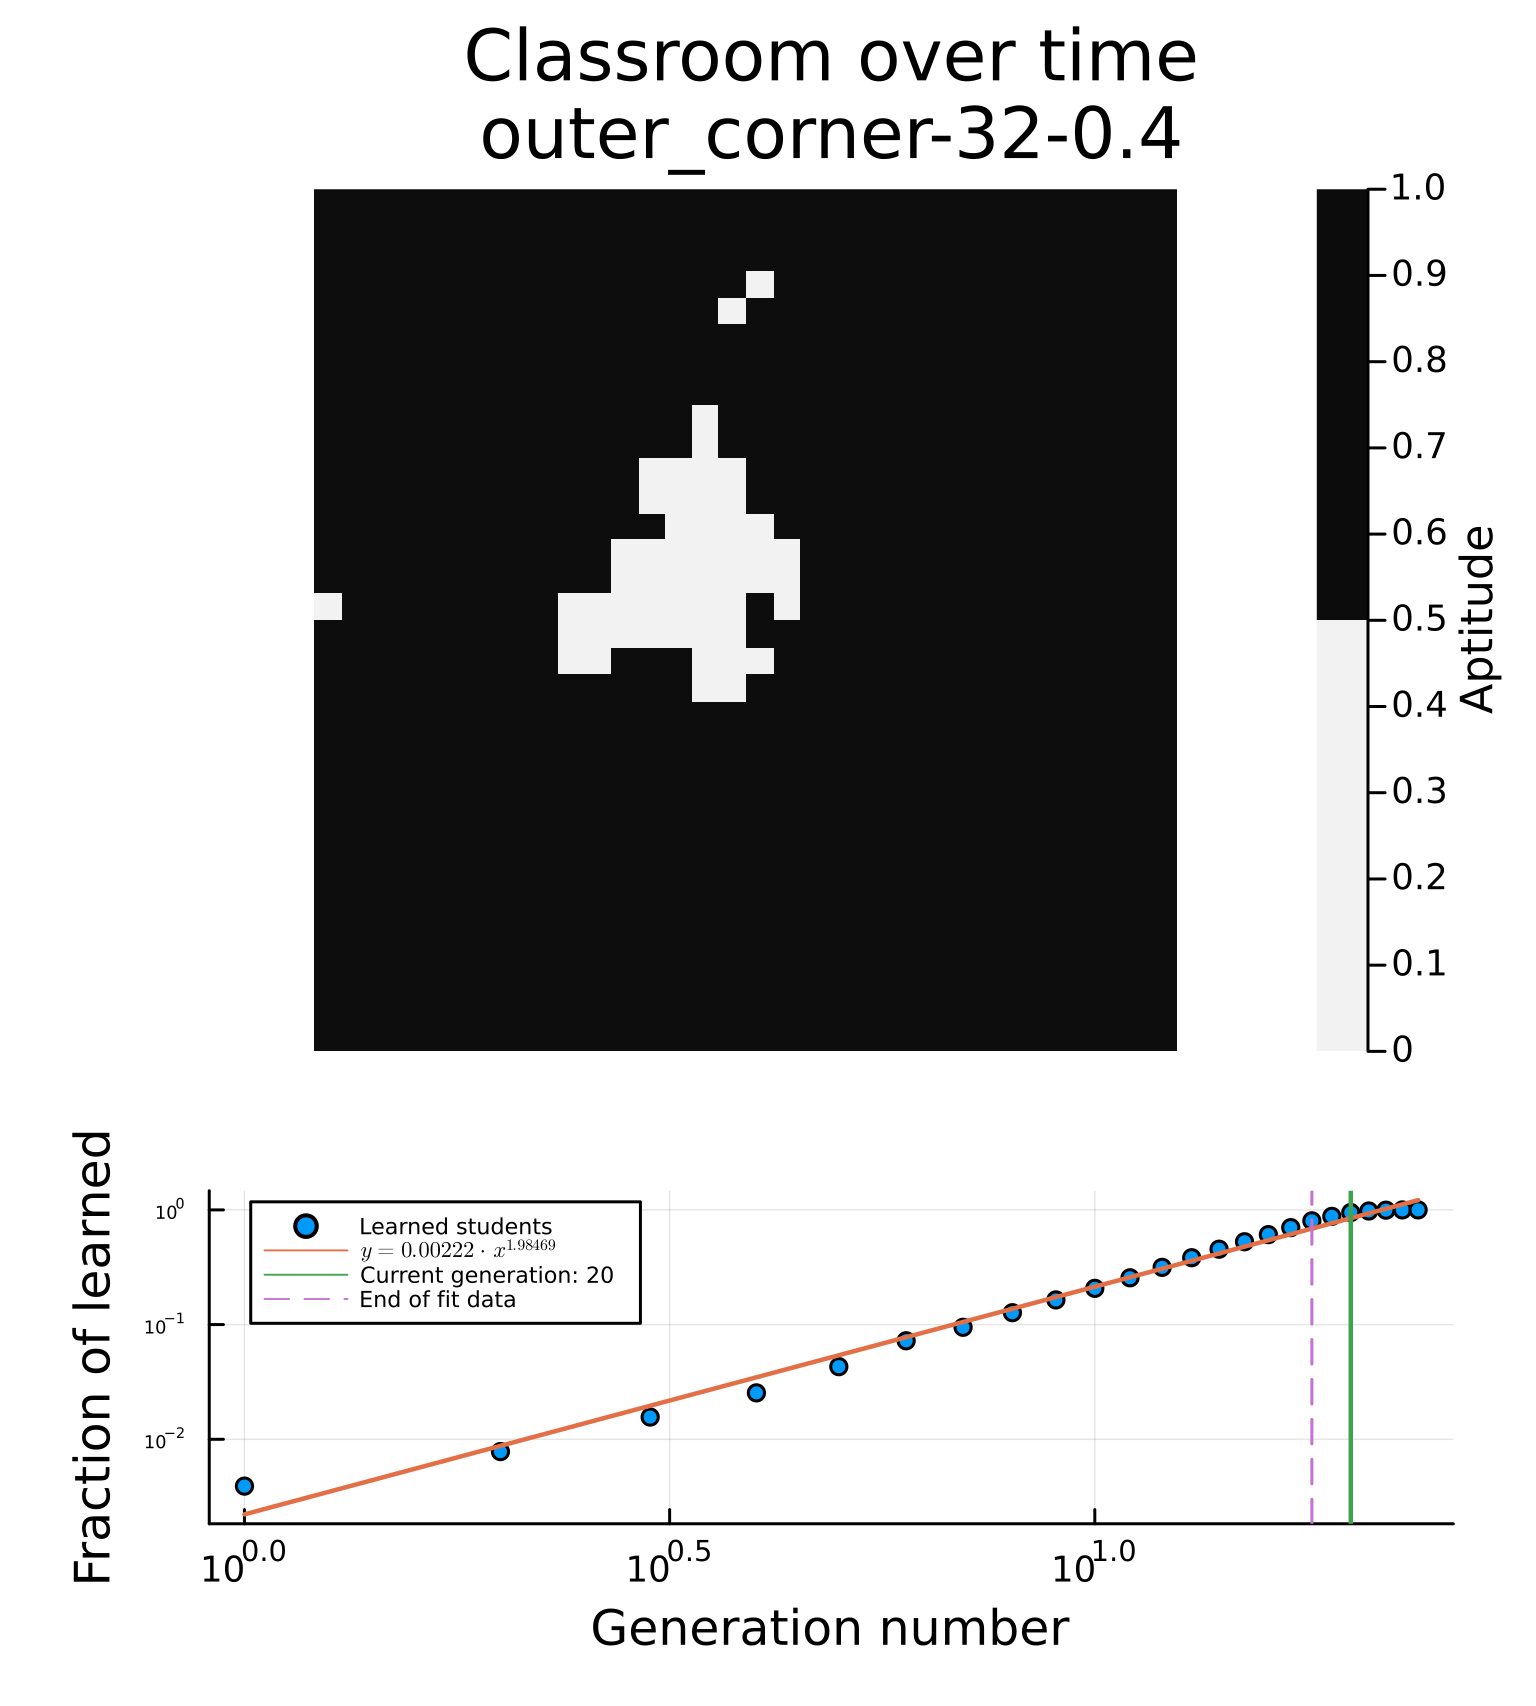 Classroom over time
outer_corner-32-0.4
1.0
0.9
0.8
0.7
0.6
0.5
0.4
0.3
0.2
0.1
0
Aptitude
Fraction of learned
10⁰
10⁻¹
10⁻²
Learned students
y = 0.00222 · x^1.98469
Current generation: 20
End of fit data
10^0.0
10^0.5
10^1.0
Generation number